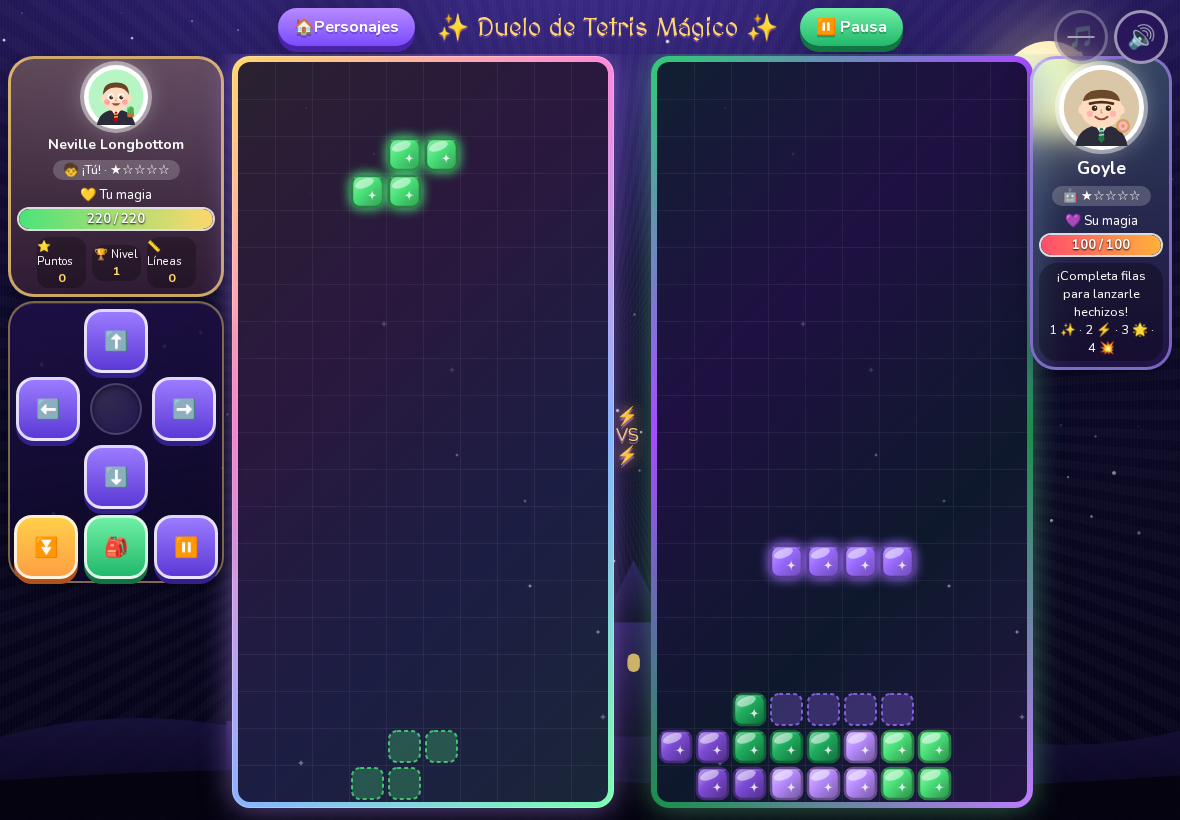 🏠Personajes
✨ Duelo de Tetris Mágico ✨
⏸️ Pausa
Neville Longbottom
🧒 ¡Tú! · ★☆☆☆☆
💛 Tu magia
220 / 220
⭐ Puntos
0
🏆 Nivel
1
📏 Líneas
0
⚡
VS
⚡
Goyle
🤖 ★☆☆☆☆
💜 Su magia
100 / 100
¡Completa filas
para lanzarle
hechizos!
1 ✨ · 2 ⚡ · 3 🌟 ·
4 💥